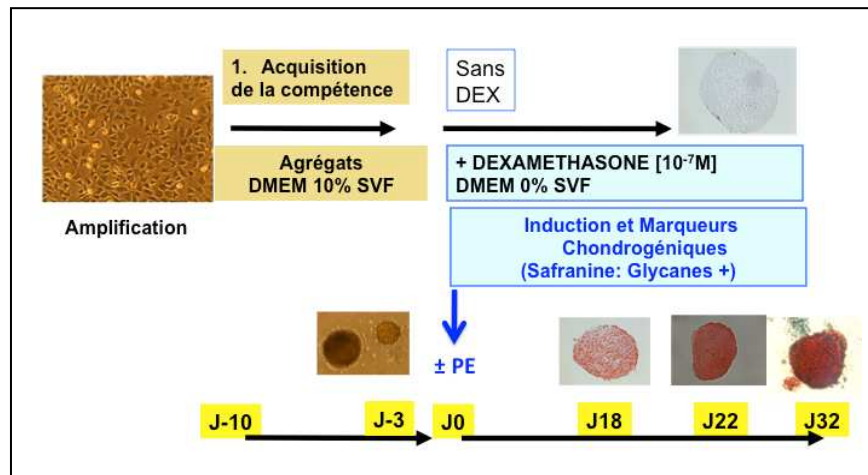 1. Acquisition
de la compétence
Sans
DEX
Agrégats
DMEM 10% SVF
+ DEXAMETHASONE [10⁻⁷M]
DMEM 0% SVF
Amplification
Induction et Marqueurs
Chondrogéniques
(Safranine: Glycanes +)
± PE
J-10
J-3
J0
J18
J22
J32